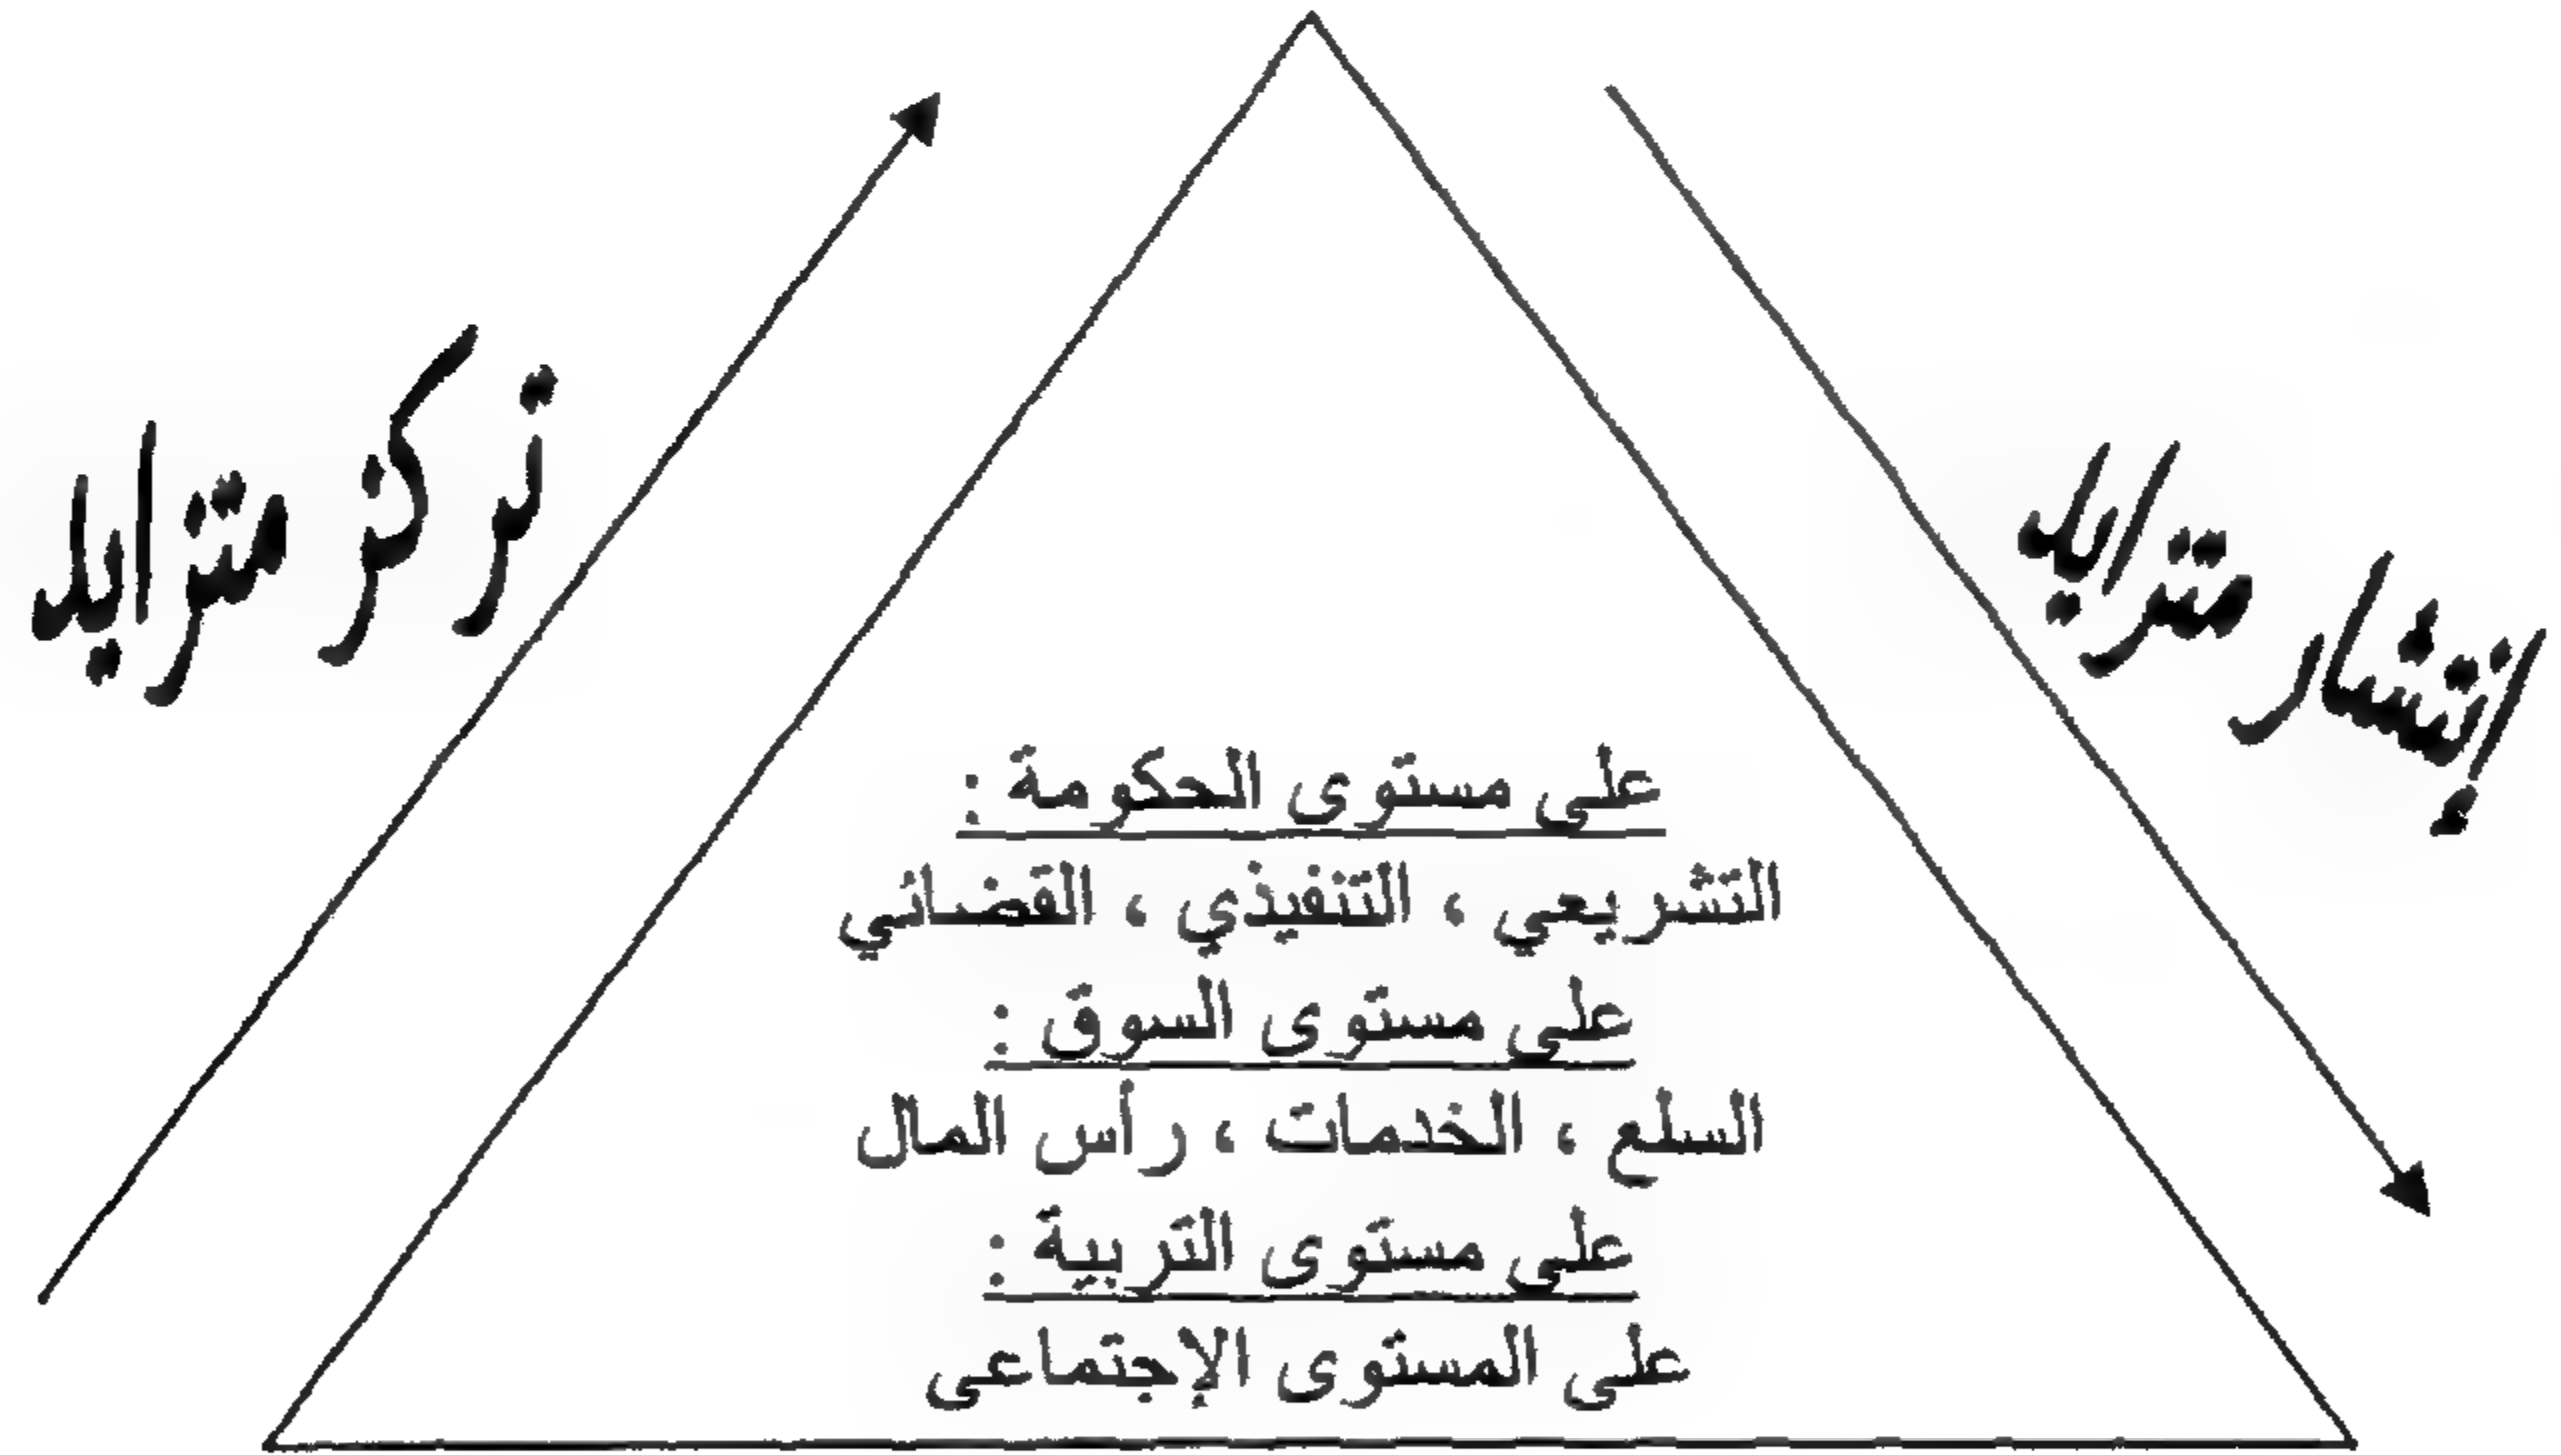 تركز متزايد
إنتشار متزايد
على مستوى الحكومة :
التشريعي ، التنفيذي ، القضائي
على مستوى السوق :
السلع ، الخدمات ، رأس المال
على مستوى التربية :
على المستوى الإجتماعى